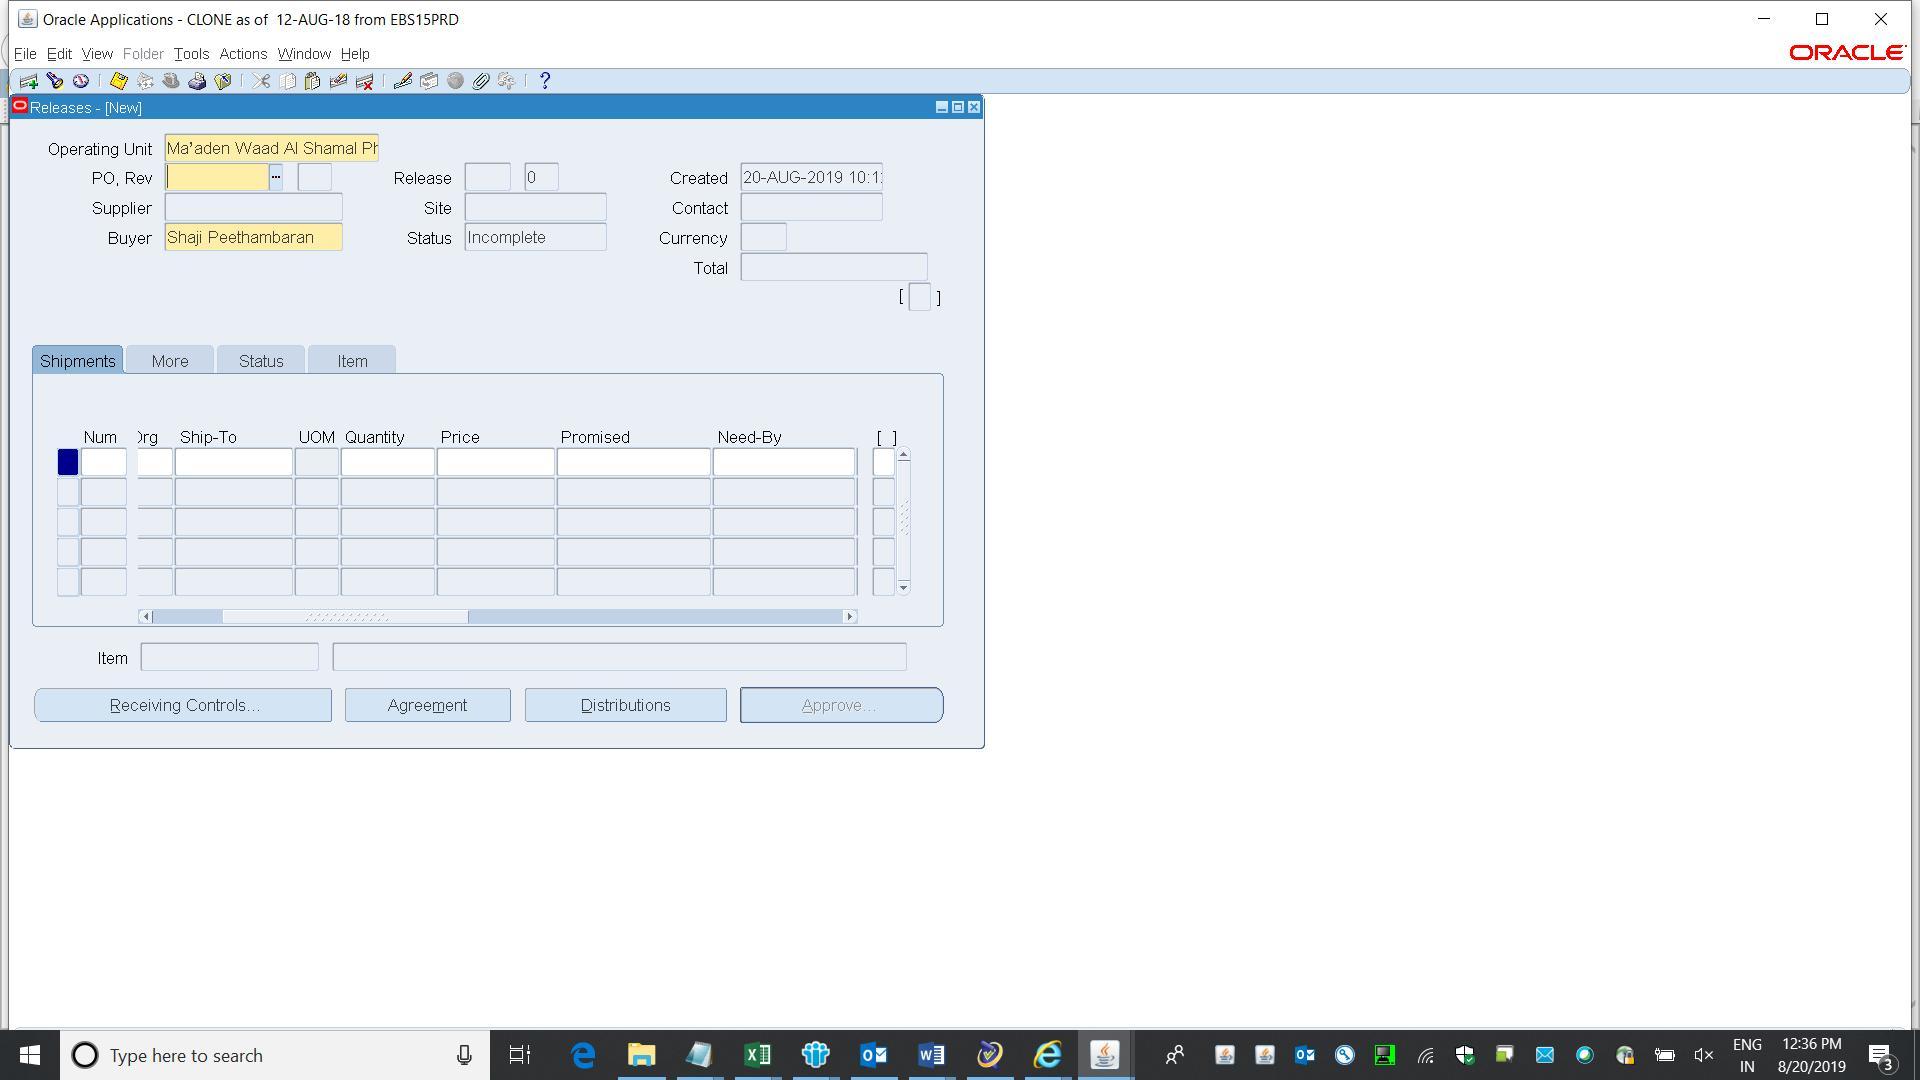 Oracle Applications - CLONE as of  12-AUG-18 from EBS15PRD
File Edit View Folder Tools Actions Window Help
ORACLE
Releases - [New]
Operating Unit Ma'aden Waad Al Shamal Ph
PO, Rev Release 0 Created 20-AUG-2019 10:1
Supplier Site Contact
Buyer Shaji Peethambaran Status Incomplete Currency
Total
[ ]
Shipments More Status Item
Num Org Ship-To UOM Quantity Price Promised Need-By [ ]
Item
Receiving Controls... Agreement Distributions Approve...
Type here to search
ENG 12:36 PM
IN 8/20/2019 3